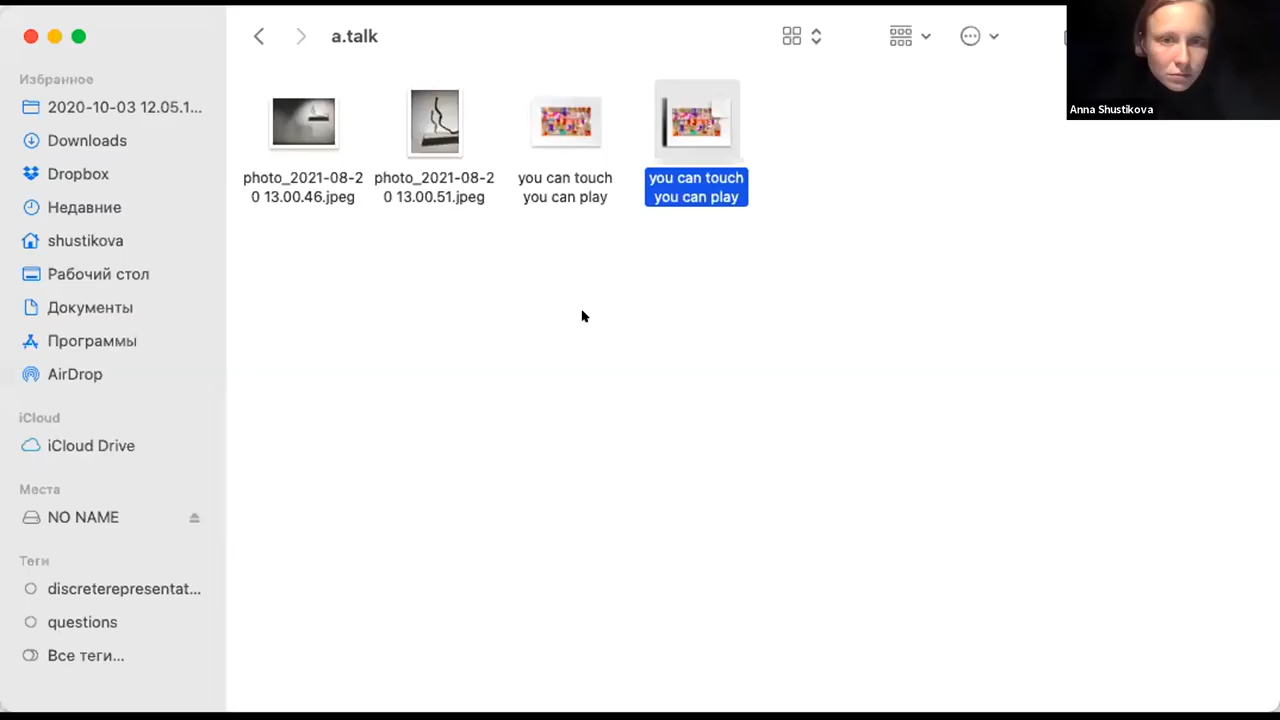 a.talk
Anna Shustikova
Избранное
2020-10-03 12.05.1...
Downloads
Dropbox
Недавние
shustikova
Рабочий стол
Документы
Программы
AirDrop
iCloud
iCloud Drive
Места
NO NAME
Теги
discreterepresentat...
questions
Все теги...
photo_2021-08-2
0 13.00.46.jpeg
photo_2021-08-2
0 13.00.51.jpeg
you can touch
you can play
you can touch
you can play